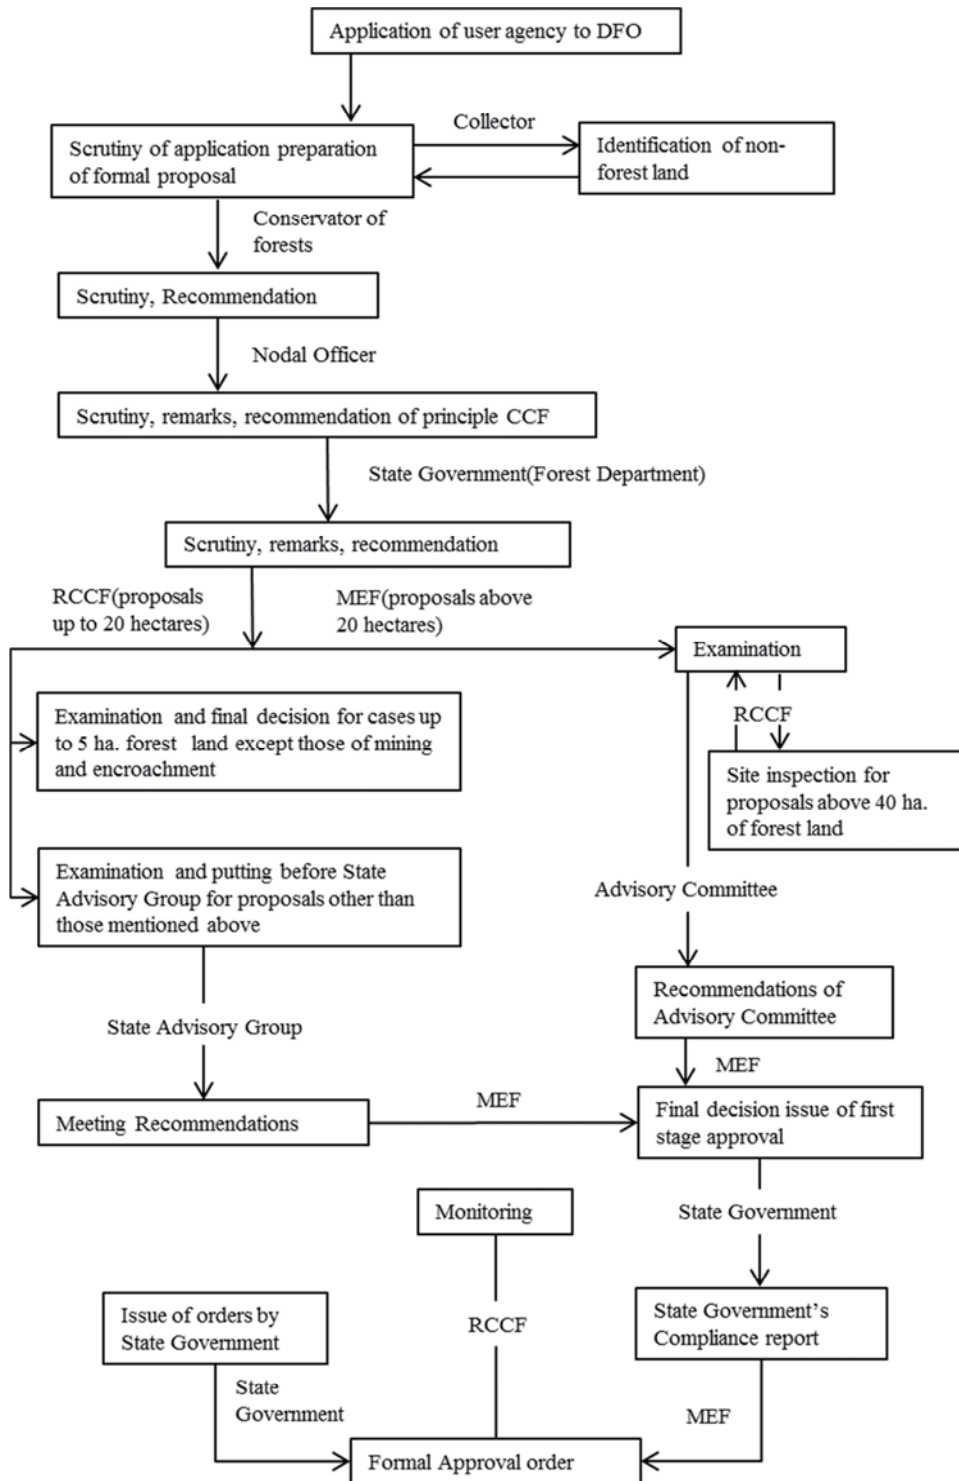 Application of user agency to DFO
Collector
Scrutiny of application preparation
of formal proposal
Identification of non-
forest land
Conservator of
forests
Scrutiny, Recommendation
Nodal Officer
Scrutiny, remarks, recommendation of principle CCF
State Government(Forest Department)
Scrutiny, remarks, recommendation
RCCF(proposals
up to 20 hectares)
MEF(proposals above
20 hectares)
Examination
Examination and final decision for cases up
to 5 ha. forest land except those of mining
and encroachment
RCCF
Site inspection for
proposals above 40 ha.
of forest land
Examination and putting before State
Advisory Group for proposals other than
those mentioned above
Advisory Committee
Recommendations of
Advisory Committee
State Advisory Group
MEF
Meeting Recommendations
MEF
Final decision issue of first
stage approval
Monitoring
State Government
Issue of orders by
State Government
RCCF
State Government's
Compliance report
State
Government
MEF
Formal Approval order